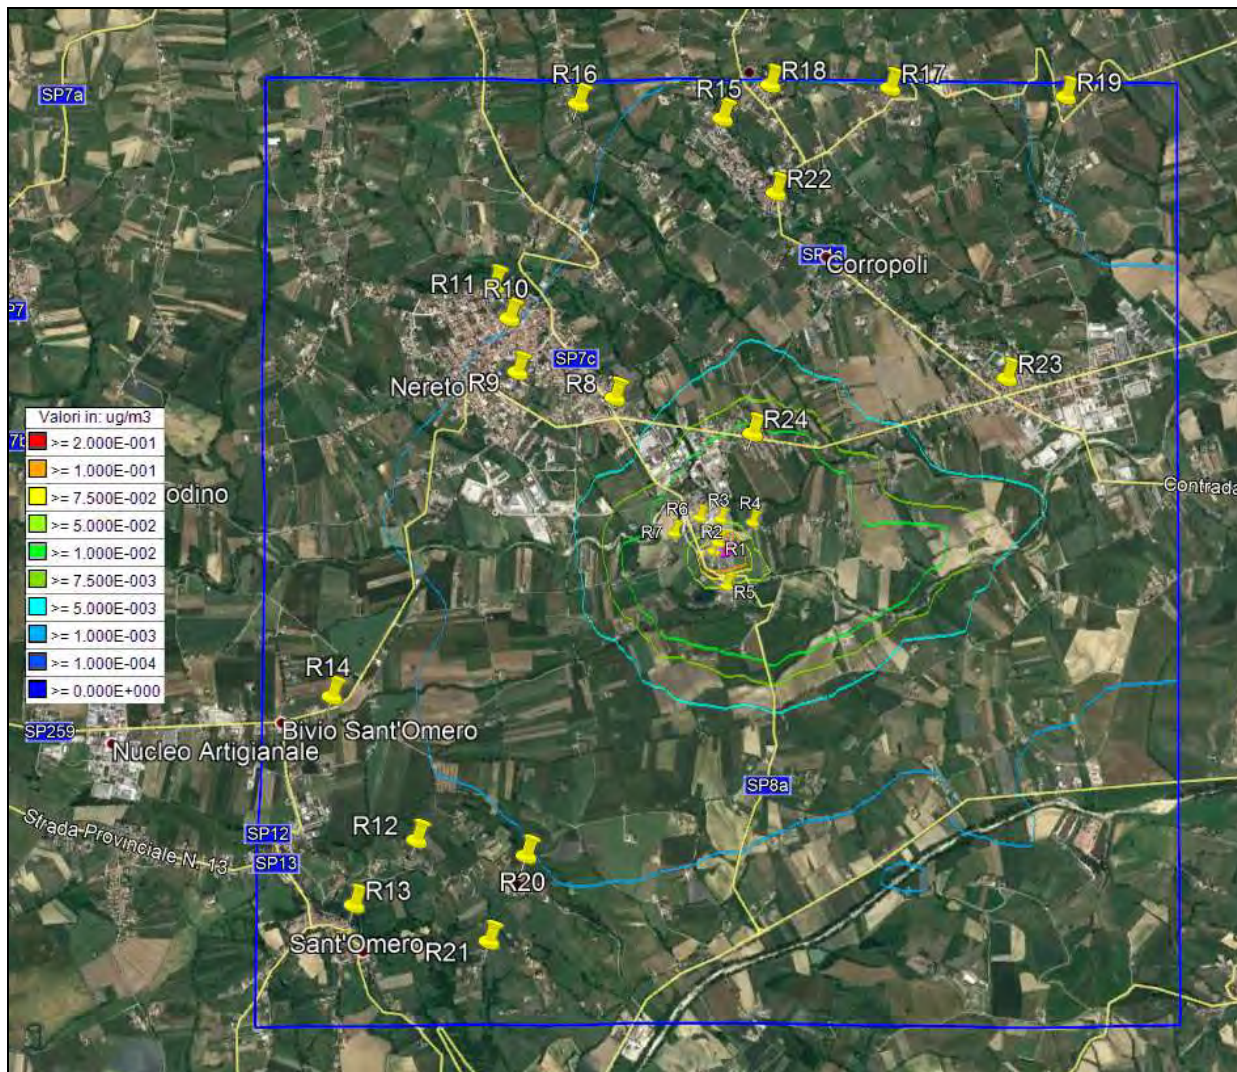 R16
R18
R17
R19
SP7a
R15
R22
Corropoli
R11
R10
SP7c
R23
Nereto
R9
R8
Valori in: ug/m3
>= 2.000E-001
>= 1.000E-001
>= 7.500E-002
>= 5.000E-002
>= 1.000E-002
>= 7.500E-003
>= 5.000E-003
>= 1.000E-003
>= 1.000E-004
>= 0.000E+000
R24
odino
Contrada
R3
R4
R6
R7
R2
R1
R5
R14
SP259
Bivio Sant'Omero
Nucleo Artigianale
SP8a
SP12
R12
Strada Provinciale N. 13
SP13
R20
R13
Sant'Omero
R21